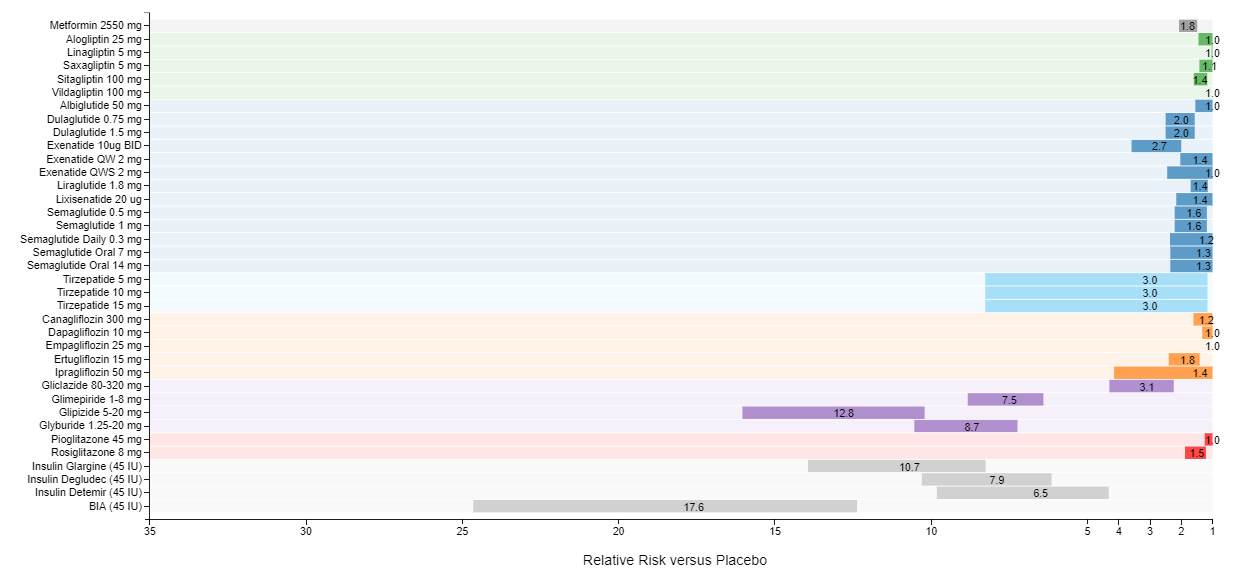 Metformin 2550 mg 1.8
Alogliptin 25 mg 1.0
Linagliptin 5 mg 1.0
Saxagliptin 5 mg 1.1
Sitagliptin 100 mg 1.4
Vildagliptin 100 mg 1.0
Albiglutide 50 mg 1.0
Dulaglutide 0.75 mg 2.0
Dulaglutide 1.5 mg 2.0
Exenatide 10ug BID 2.7
Exenatide QW 2 mg 1.4
Exenatide QWS 2 mg 1.0
Liraglutide 1.8 mg 1.4
Lixisenatide 20 ug 1.4
Semaglutide 0.5 mg 1.6
Semaglutide 1 mg 1.6
Semaglutide Daily 0.3 mg 1.2
Semaglutide Oral 7 mg 1.3
Semaglutide Oral 14 mg 1.3
Tirzepatide 5 mg 3.0
Tirzepatide 10 mg 3.0
Tirzepatide 15 mg 3.0
Canagliflozin 300 mg 1.2
Dapagliflozin 10 mg 1.0
Empagliflozin 25 mg 1.0
Ertugliflozin 15 mg 1.8
Ipragliflozin 50 mg 1.4
Gliclazide 80-320 mg 3.1
Glimepiride 1-8 mg 7.5
Glipizide 5-20 mg 12.8
Glyburide 1.25-20 mg 8.7
Pioglitazone 45 mg 1.0
Rosiglitazone 8 mg 1.5
Insulin Glargine (45 IU) 10.7
Insulin Degludec (45 IU) 7.9
Insulin Detemir (45 IU) 6.5
BIA (45 IU) 17.6
35 30 25 20 15 10 5 4 3 2 1
Relative Risk versus Placebo